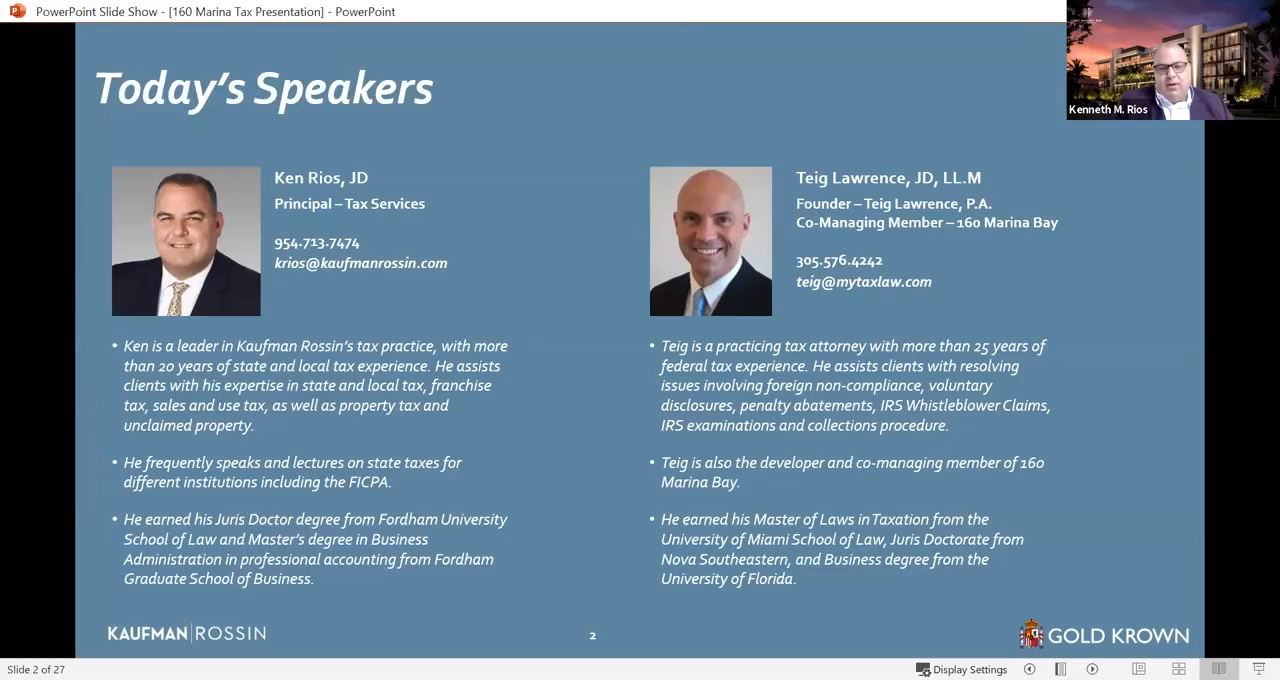 PowerPoint Slide Show - [160 Marina Tax Presentation] - PowerPoint
Kenneth M. Rios
Today's Speakers
Ken Rios, JD
Principal – Tax Services
954.713.7474
krios@kaufmanrossin.com
• Ken is a leader in Kaufman Rossin's tax practice, with more
than 20 years of state and local tax experience. He assists
clients with his expertise in state and local tax, franchise
tax, sales and use tax, as well as property tax and
unclaimed property.
• He frequently speaks and lectures on state taxes for
different institutions including the FICPA.
• He earned his Juris Doctor degree from Fordham University
School of Law and Master's degree in Business
Administration in professional accounting from Fordham
Graduate School of Business.
Teig Lawrence, JD, LL.M
Founder – Teig Lawrence, P.A.
Co-Managing Member – 160 Marina Bay
305.576.4242
teig@mytaxlaw.com
• Teig is a practicing tax attorney with more than 25 years of
federal tax experience. He assists clients with resolving
issues involving foreign non-compliance, voluntary
disclosures, penalty abatements, IRS Whistleblower Claims,
IRS examinations and collections procedure.
• Teig is also the developer and co-managing member of 160
Marina Bay.
• He earned his Master of Laws in Taxation from the
University of Miami School of Law, Juris Doctorate from
Nova Southeastern, and Business degree from the
University of Florida.
KAUFMAN|ROSSIN
2
GOLD KROWN
Slide 2 of 27
Display Settings